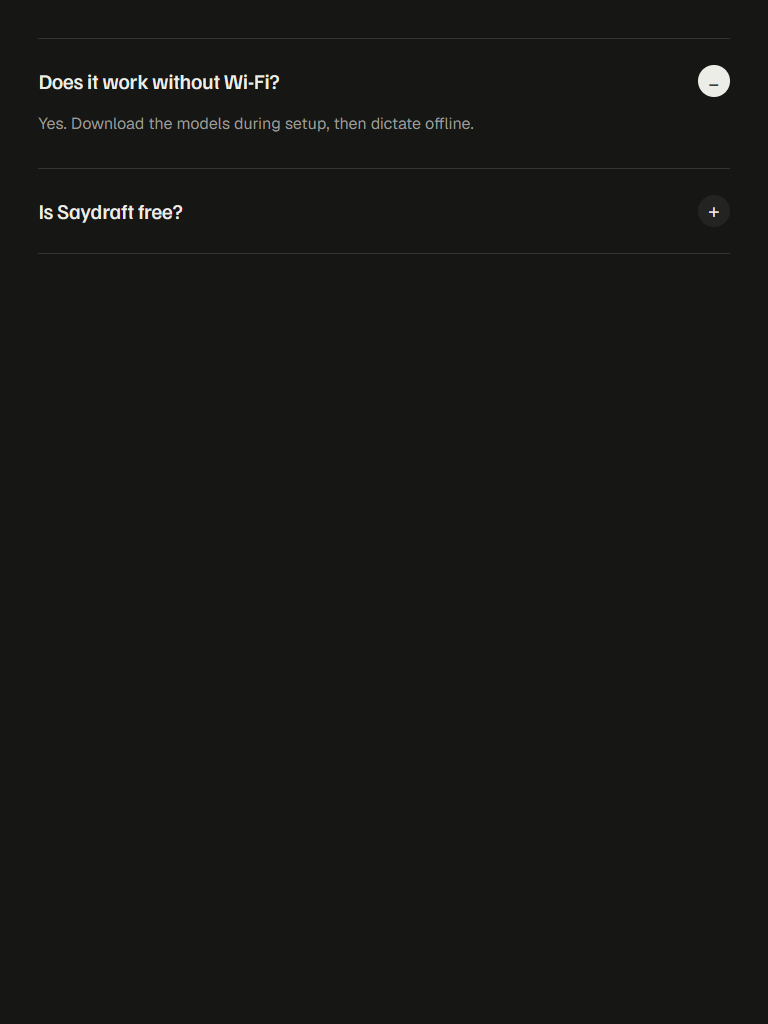 Does it work without Wi-Fi?
Yes. Download the models during setup, then dictate offline.
Is Saydraft free?